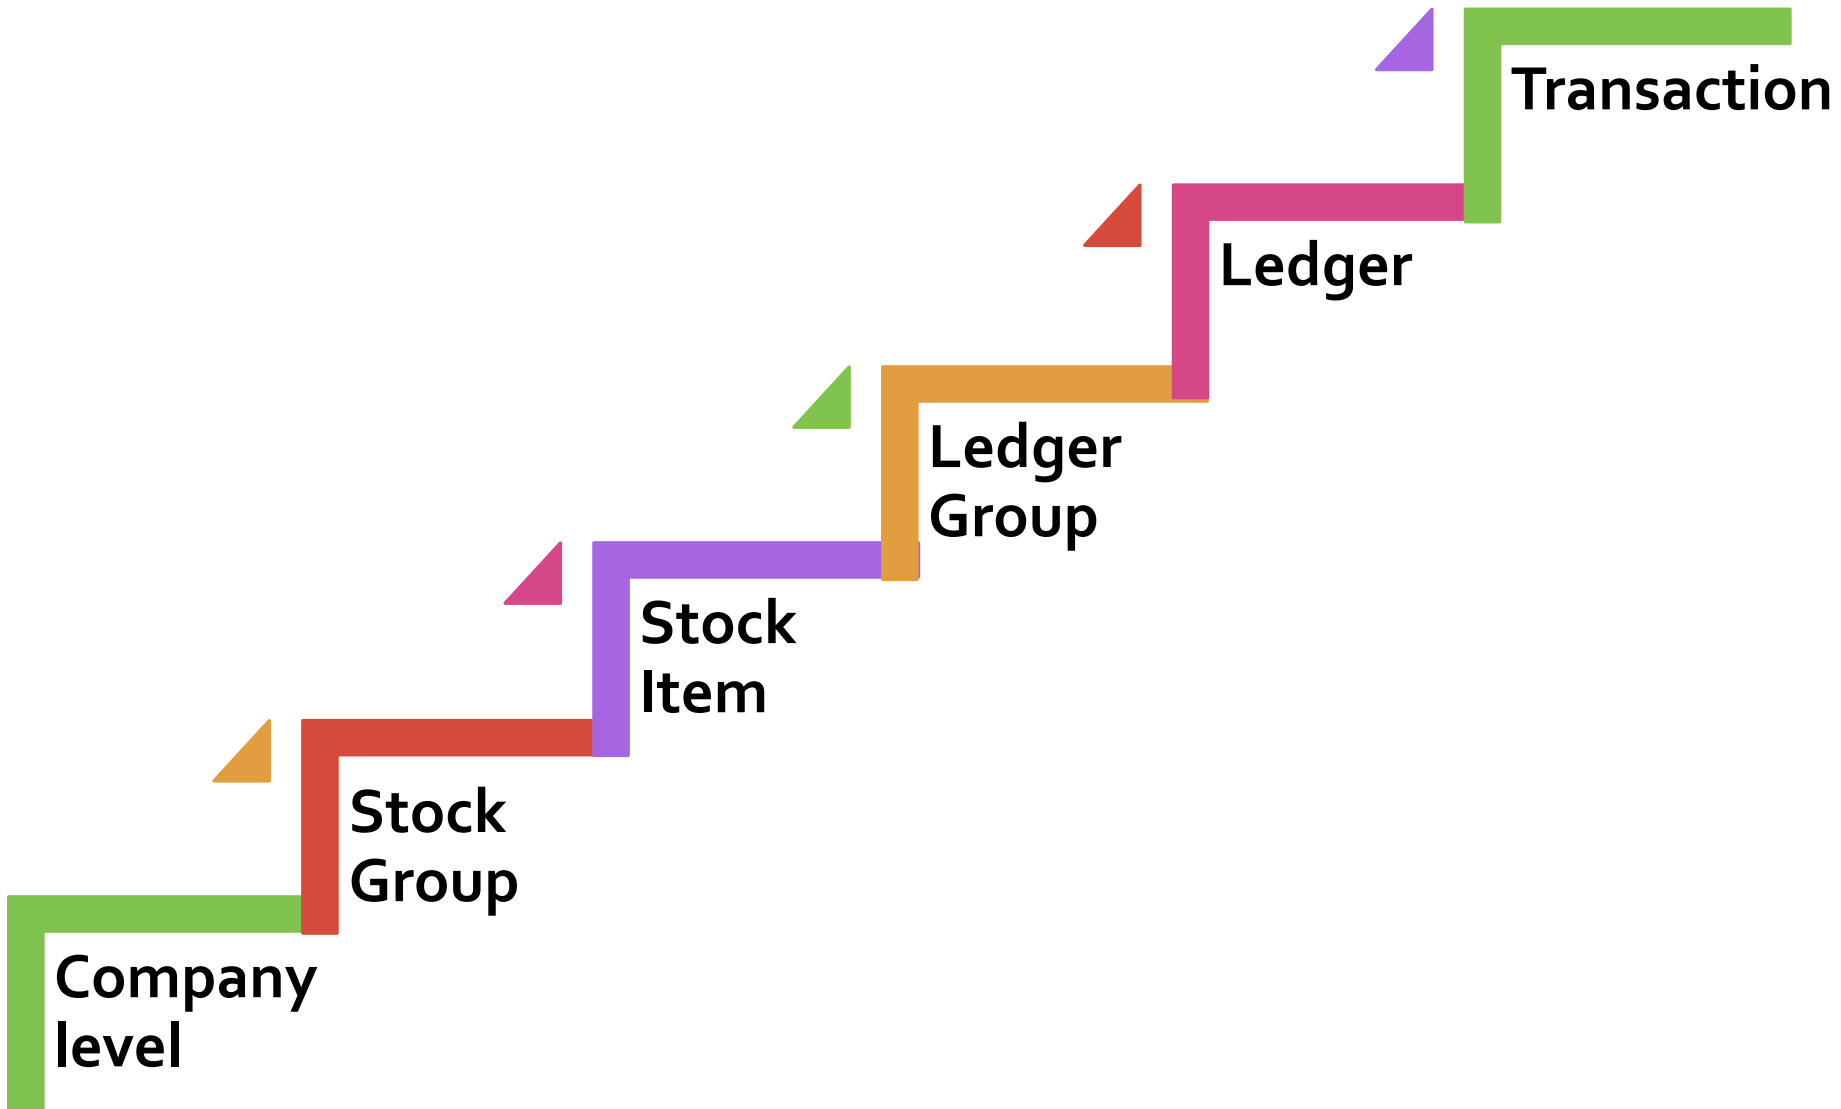 Transaction
Ledger
Ledger
Group
Stock
Item
Stock
Group
Company
level